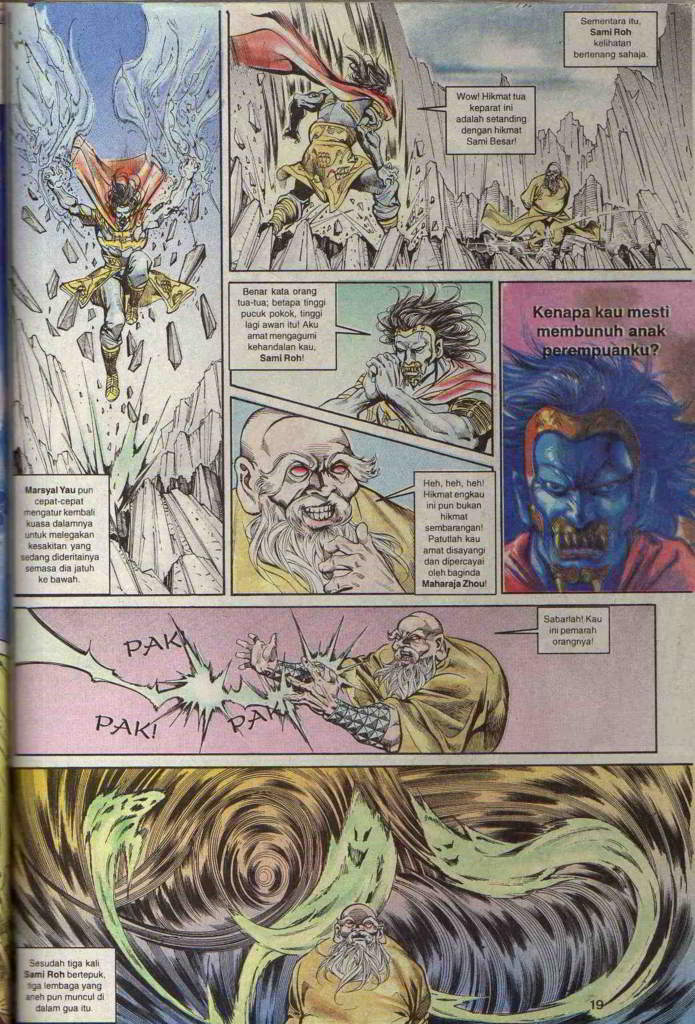 Sementara itu,
Sami Roh
kelihatan
bertenang sahaja.
Wow! Hikmat tua
keparat ini
adalah setanding
dengan hikmat
Sami Besar!
Marsyal Yau pun
cepat-cepat
mengatur kembali
kuasa dalamnya
untuk melegakan
kesakitan yang
sedang dideritainya
semasa dia jatuh
ke bawah.
Benar kata orang
tua-tua; betapa tinggi
pucuk pokok, tinggi
lagi awan itu! Aku
amat mengagumi
kehandalan kau,
Sami Roh!
Heh, heh, heh!
Hikmat engkau
ini pun bukan
hikmat
sembarangan!
Patutlah kau
amat disayangi
dan dipercayai
oleh baginda
Maharaja Zhou!
Kenapa kau mesti
membunuh anak
perempuanku?
Sabarlah! Kau
ini pemarah
orangnya!
PAK!
PAK!
PAK!
Sesudah tiga kali
Sami Roh bertepuk,
tiga lembaga yang
aneh pun muncul di
dalam gua itu.
19